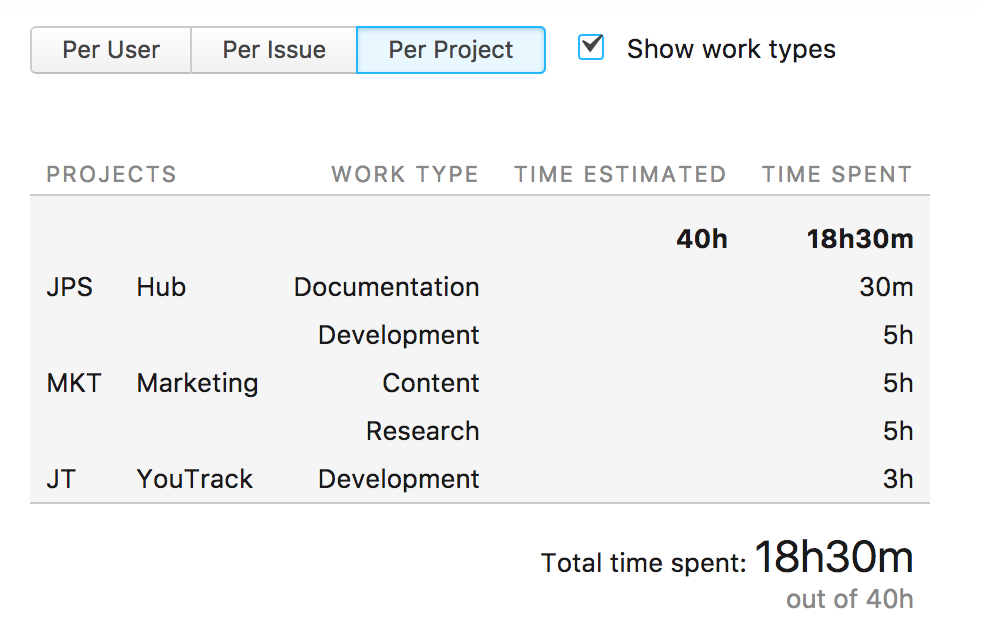 Per User Per Issue Per Project Show work types
PROJECTS WORK TYPE TIME ESTIMATED TIME SPENT
40h 18h30m
JPS Hub Documentation 30m
Development 5h
MKT Marketing Content 5h
Research 5h
JT YouTrack Development 3h
Total time spent: 18h30m
out of 40h